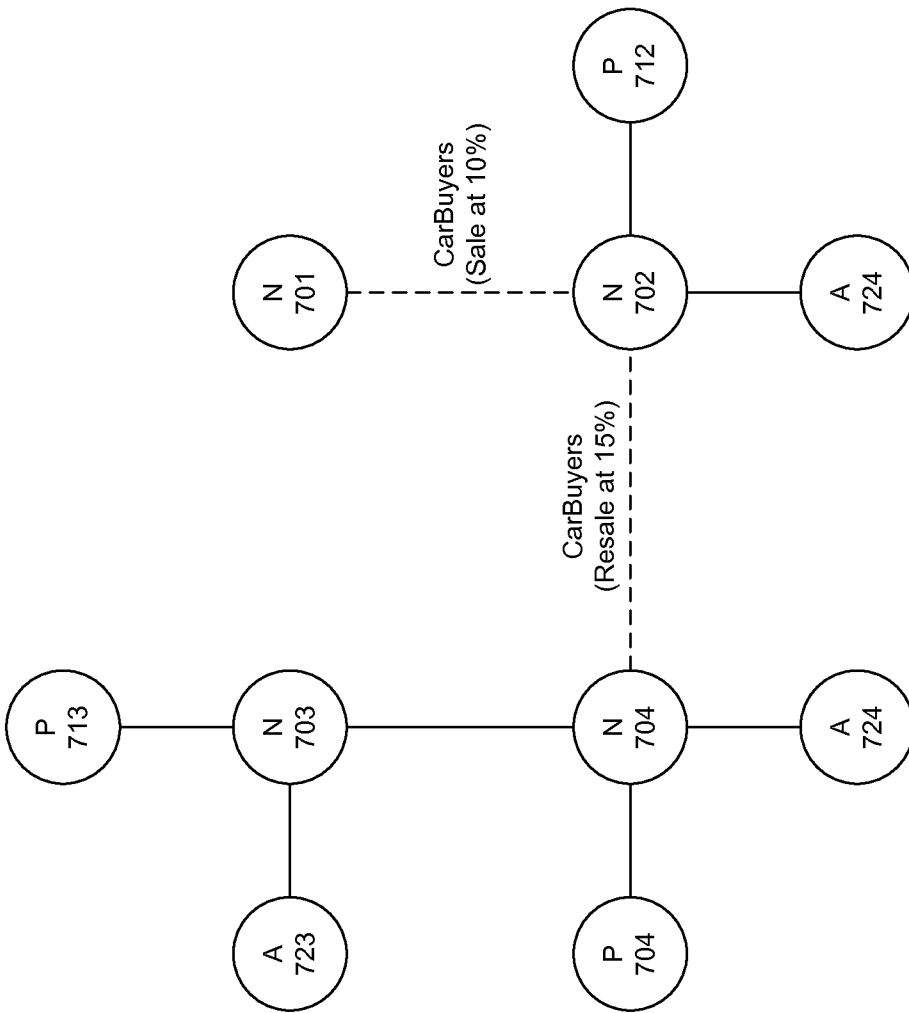 P
713
A
723
N
703
N
701
CarBuyers
(Sale at 10%)
CarBuyers
(Resale at 15%)
P
704
N
704
N
702
P
712
A
724
A
724